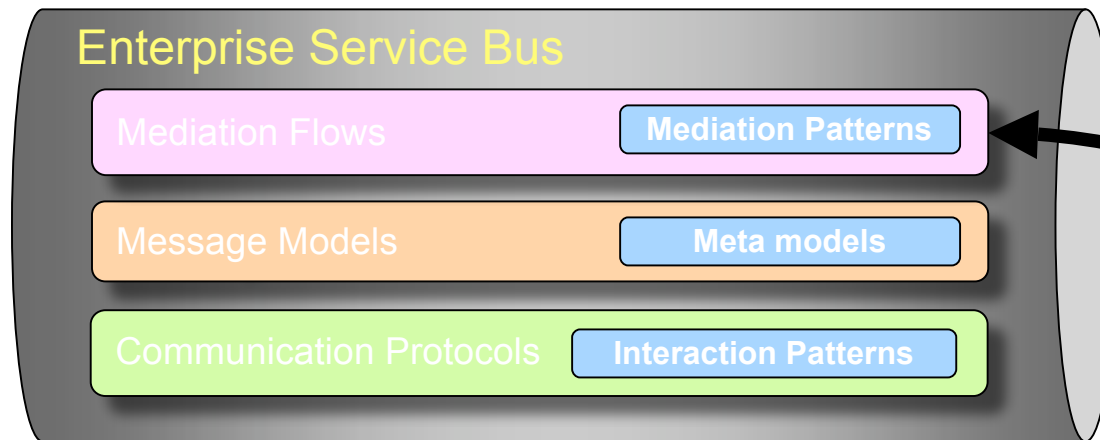 Enterprise Service Bus
Mediation Flows
Mediation Patterns
Message Models
Meta models
Communication Protocols
Interaction Patterns